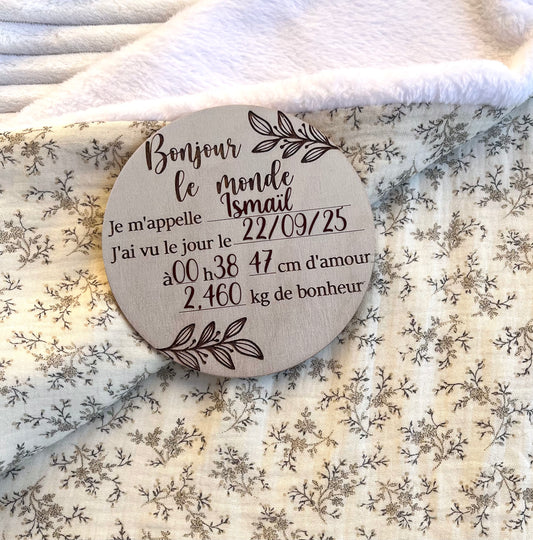 Bonjour
le monde
Je m'appelle Ismaïl
J'ai vu le jour le 22/09/25
à 00 h 38 47 cm d'amour
2,460 kg de bonheur